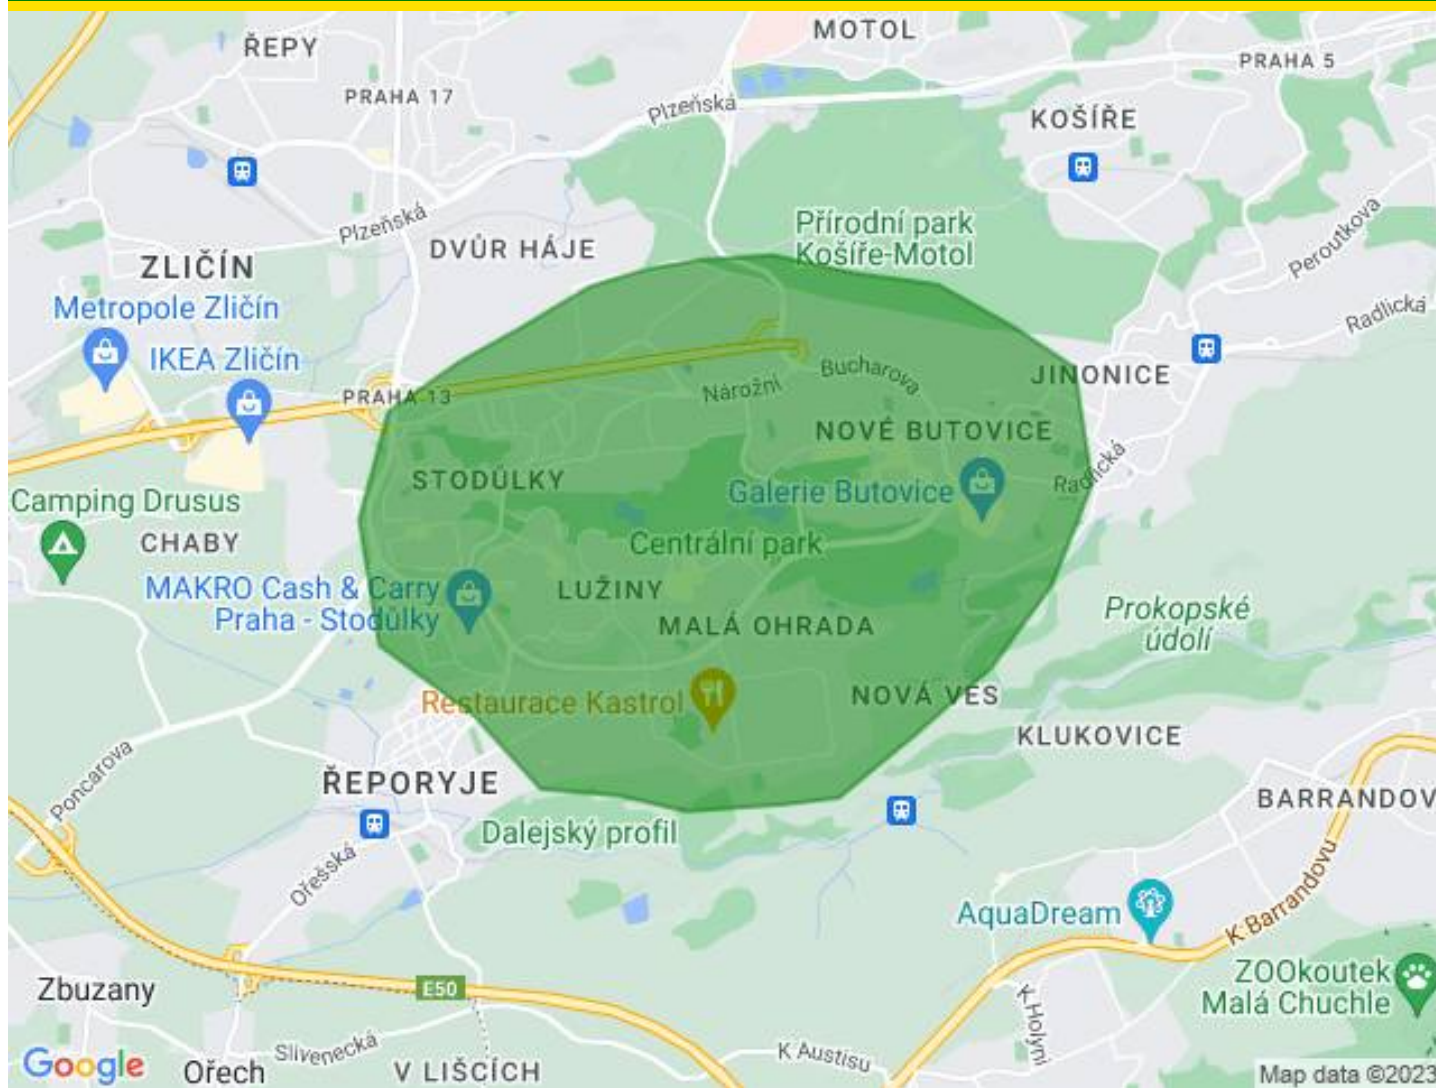 MOTOL
ŘEPY
PRAHA 5
PRAHA 17
Plzeňská
KOŠÍŘE
Plzeňská
Přírodní park
Košíře-Motol
Peroutkova
DVŮR HÁJE
ZLIČÍN
Metropole Zličín
Radlická
IKEA Zličín
Bucharova
JINONICE
Nárožní
PRAHA 13
NOVÉ BUTOVICE
STODŮLKY
Radlická
Galerie Butovice
Camping Drusus
CHABY
Centrální park
LUŽINY
MAKRO Cash & Carry
Praha - Stodůlky
Prokopské
údolí
MALÁ OHRADA
Restaurace Kastrol
NOVÁ VES
KLUKOVICE
Poncarova
ŘEPORYJE
BARRANDOV
Dalejský profil
Ořešská
K Barrandovu
AquaDream
ZOOkoutek
Malá Chuchle
Zbuzany
E50
K Holyni
Slivenecká
K Austisu
Google
Ořech
V LIŠCÍCH
Map data ©2023